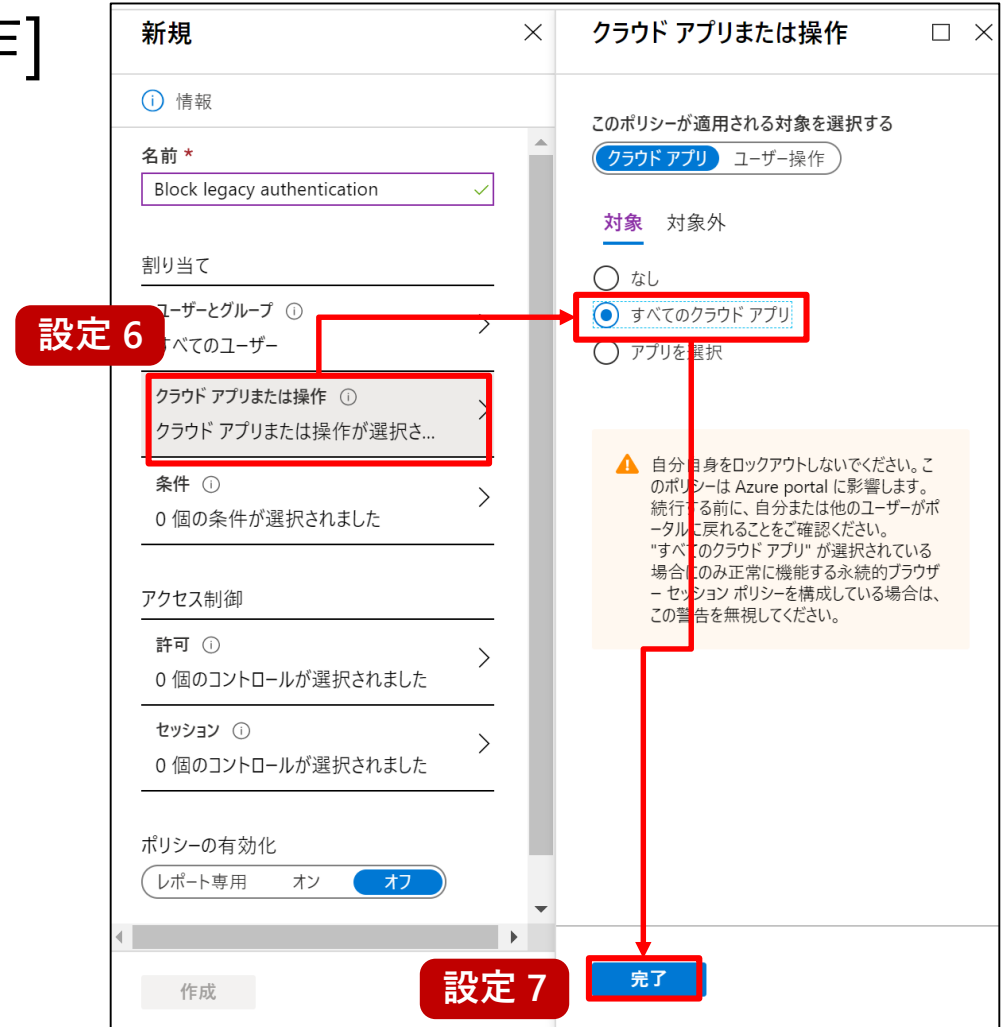 作]
新規
情報
名前 *
Block legacy authentication
割り当て
ユーザーとグループ
すべてのユーザー
設定 6
クラウド アプリまたは操作
クラウド アプリまたは操作が選択さ...
条件
0 個の条件が選択されました
アクセス制御
許可
0 個のコントロールが選択されました
セッション
0 個のコントロールが選択されました
ポリシーの有効化
レポート専用 オン オフ
作成
設定 7
クラウド アプリまたは操作
このポリシーが適用される対象を選択する
クラウド アプリ ユーザー操作
対象 対象外
なし
すべてのクラウド アプリ
アプリを選択
自分自身をロックアウトしないでください。こ
のポリシーは Azure portal に影響します。
続行する前に、自分または他のユーザーがポ
ータルに戻れることをご確認ください。
"すべてのクラウド アプリ" が選択されている
場合にのみ正常に機能する永続的ブラウザ
ー セッション ポリシーを構成している場合は、
この警告を無視してください。
完了